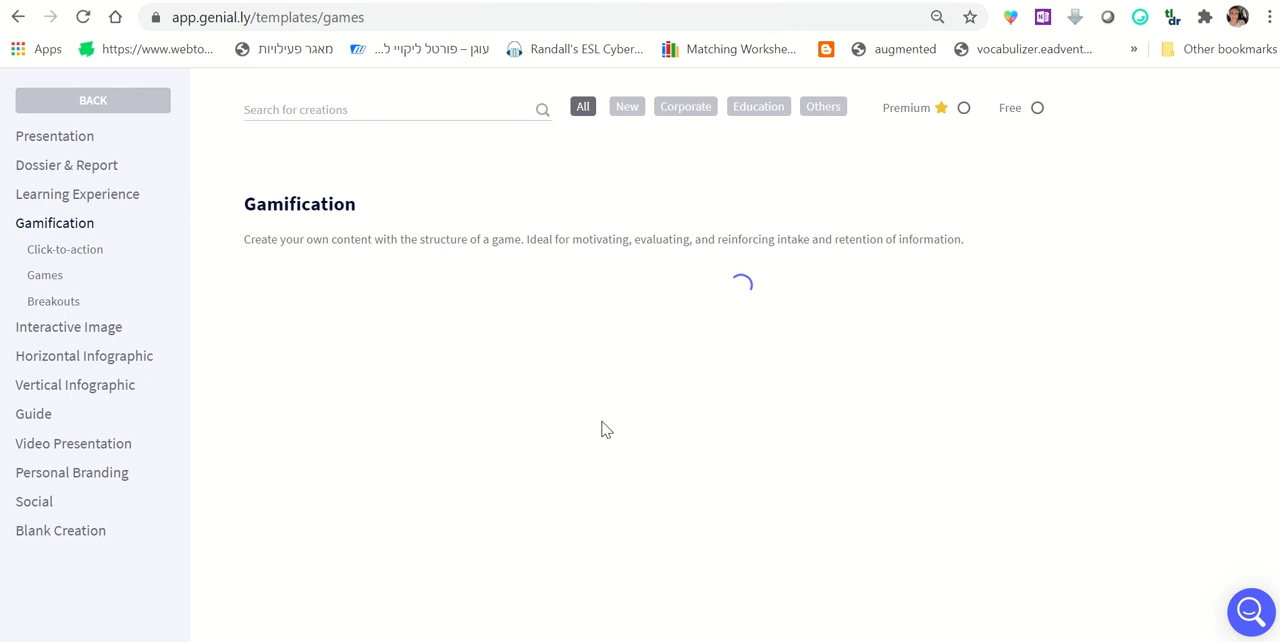 app.genial.ly/templates/games
Apps
https://www.webto...
מאגר פעילויות
עוגן – פורטל ליקויי ל...
Randall's ESL Cyber...
Matching Workshe...
augmented
vocabulizer.eadvent...
»
Other bookmarks
BACK
Search for creations
All
New
Corporate
Education
Others
Premium
Free
Presentation
Dossier & Report
Learning Experience
Gamification
Click-to-action
Games
Breakouts
Interactive Image
Horizontal Infographic
Vertical Infographic
Guide
Video Presentation
Personal Branding
Social
Blank Creation
Gamification
Create your own content with the structure of a game. Ideal for motivating, evaluating, and reinforcing intake and retention of information.